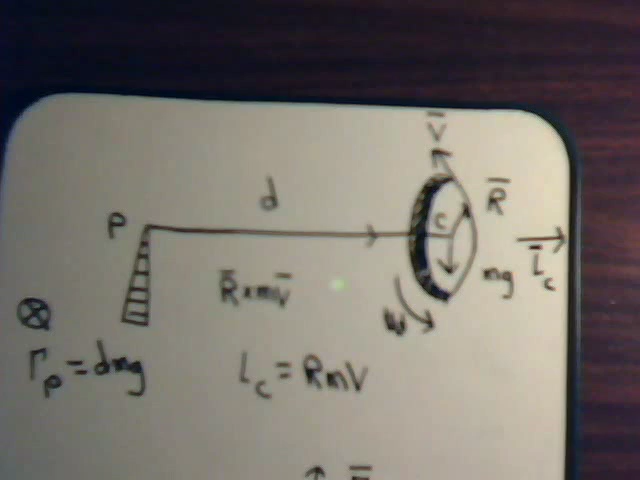 V̄
d
R̄
P
C
L̄c
mg
R̄ x mV̄
ω
⊗
Γp = dmg
Lc = RmV